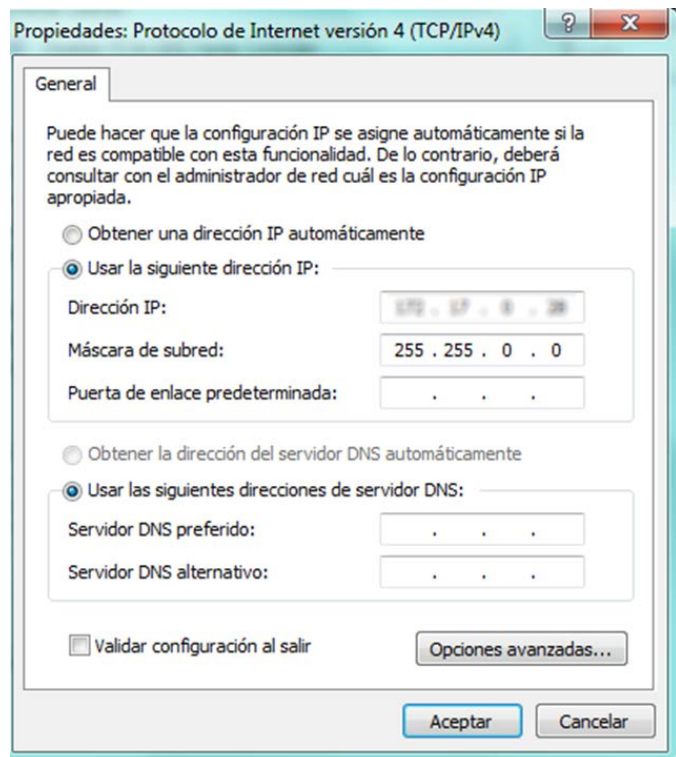 Propiedades: Protocolo de Internet versión 4 (TCP/IPv4)
General
Puede hacer que la configuración IP se asigne automáticamente si la
red es compatible con esta funcionalidad. De lo contrario, deberá
consultar con el administrador de red cuál es la configuración IP
apropiada.
Obtener una dirección IP automáticamente
Usar la siguiente dirección IP:
Dirección IP:
Máscara de subred: 255 . 255 . 0 . 0
Puerta de enlace predeterminada: . . .
Obtener la dirección del servidor DNS automáticamente
Usar las siguientes direcciones de servidor DNS:
Servidor DNS preferido: . . .
Servidor DNS alternativo: . . .
Validar configuración al salir
Opciones avanzadas...
Aceptar Cancelar